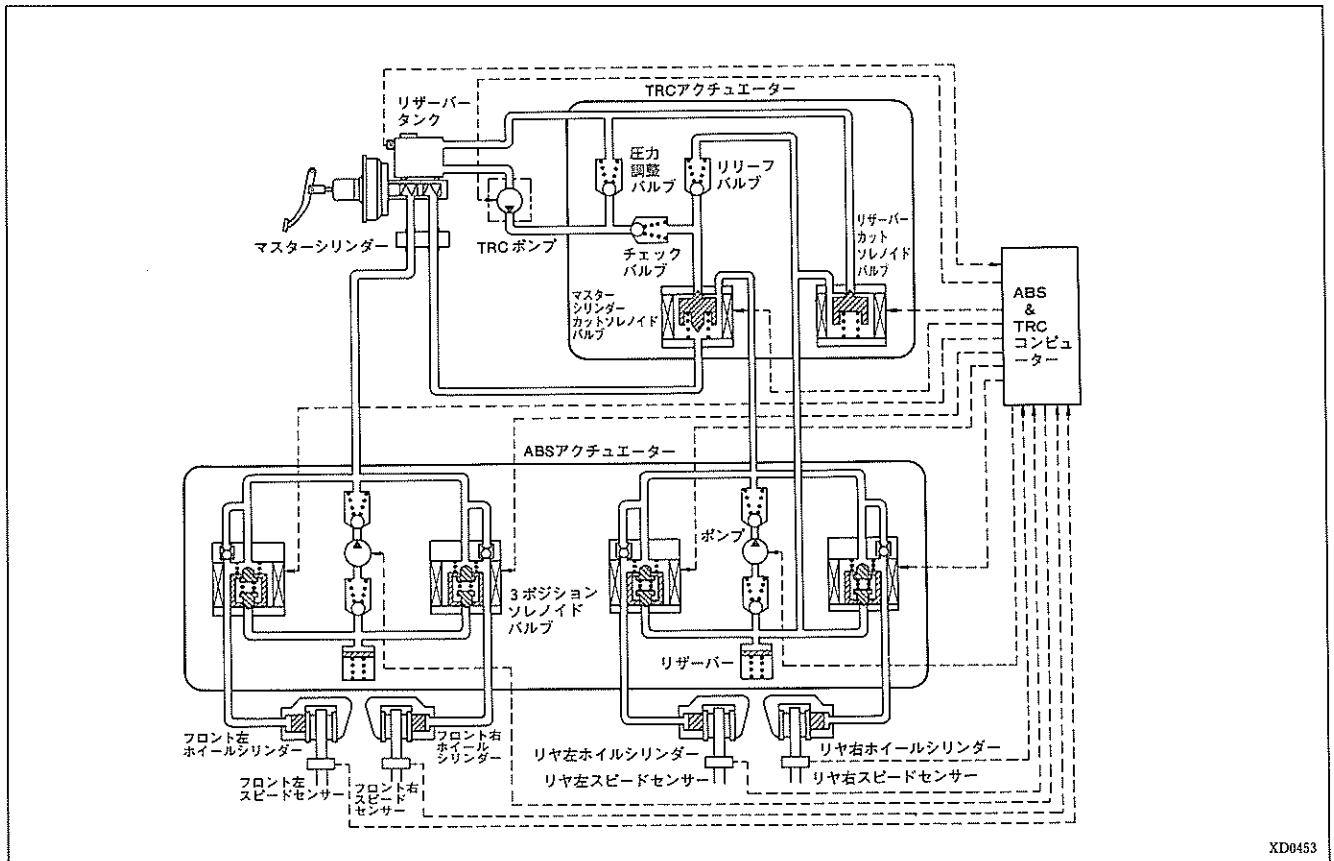 TRCアクチュエーター
リザーバー
タンク
圧力
調整
バルブ
リリーフ
バルブ
リザーバー
カット
ソレノイド
バルブ
マスターシリンダー
TRCポンプ
チェック
バルブ
マスター
シリンダー
カットソレノイド
バルブ
ABS
&
TRC
コンピュ
ーター
ABSアクチュエーター
ポンプ
3ポジション
ソレノイド
バルブ
リザーバー
フロント左
ホイールシリンダー
フロント右
ホイール
シリンダー
リヤ左ホイルシリンダー
リヤ右ホイールシリンダー
フロント左
スピードセンサー
フロント右
スピード
センサー
リヤ左スピードセンサー
リヤ右スピードセンサー
XD0453